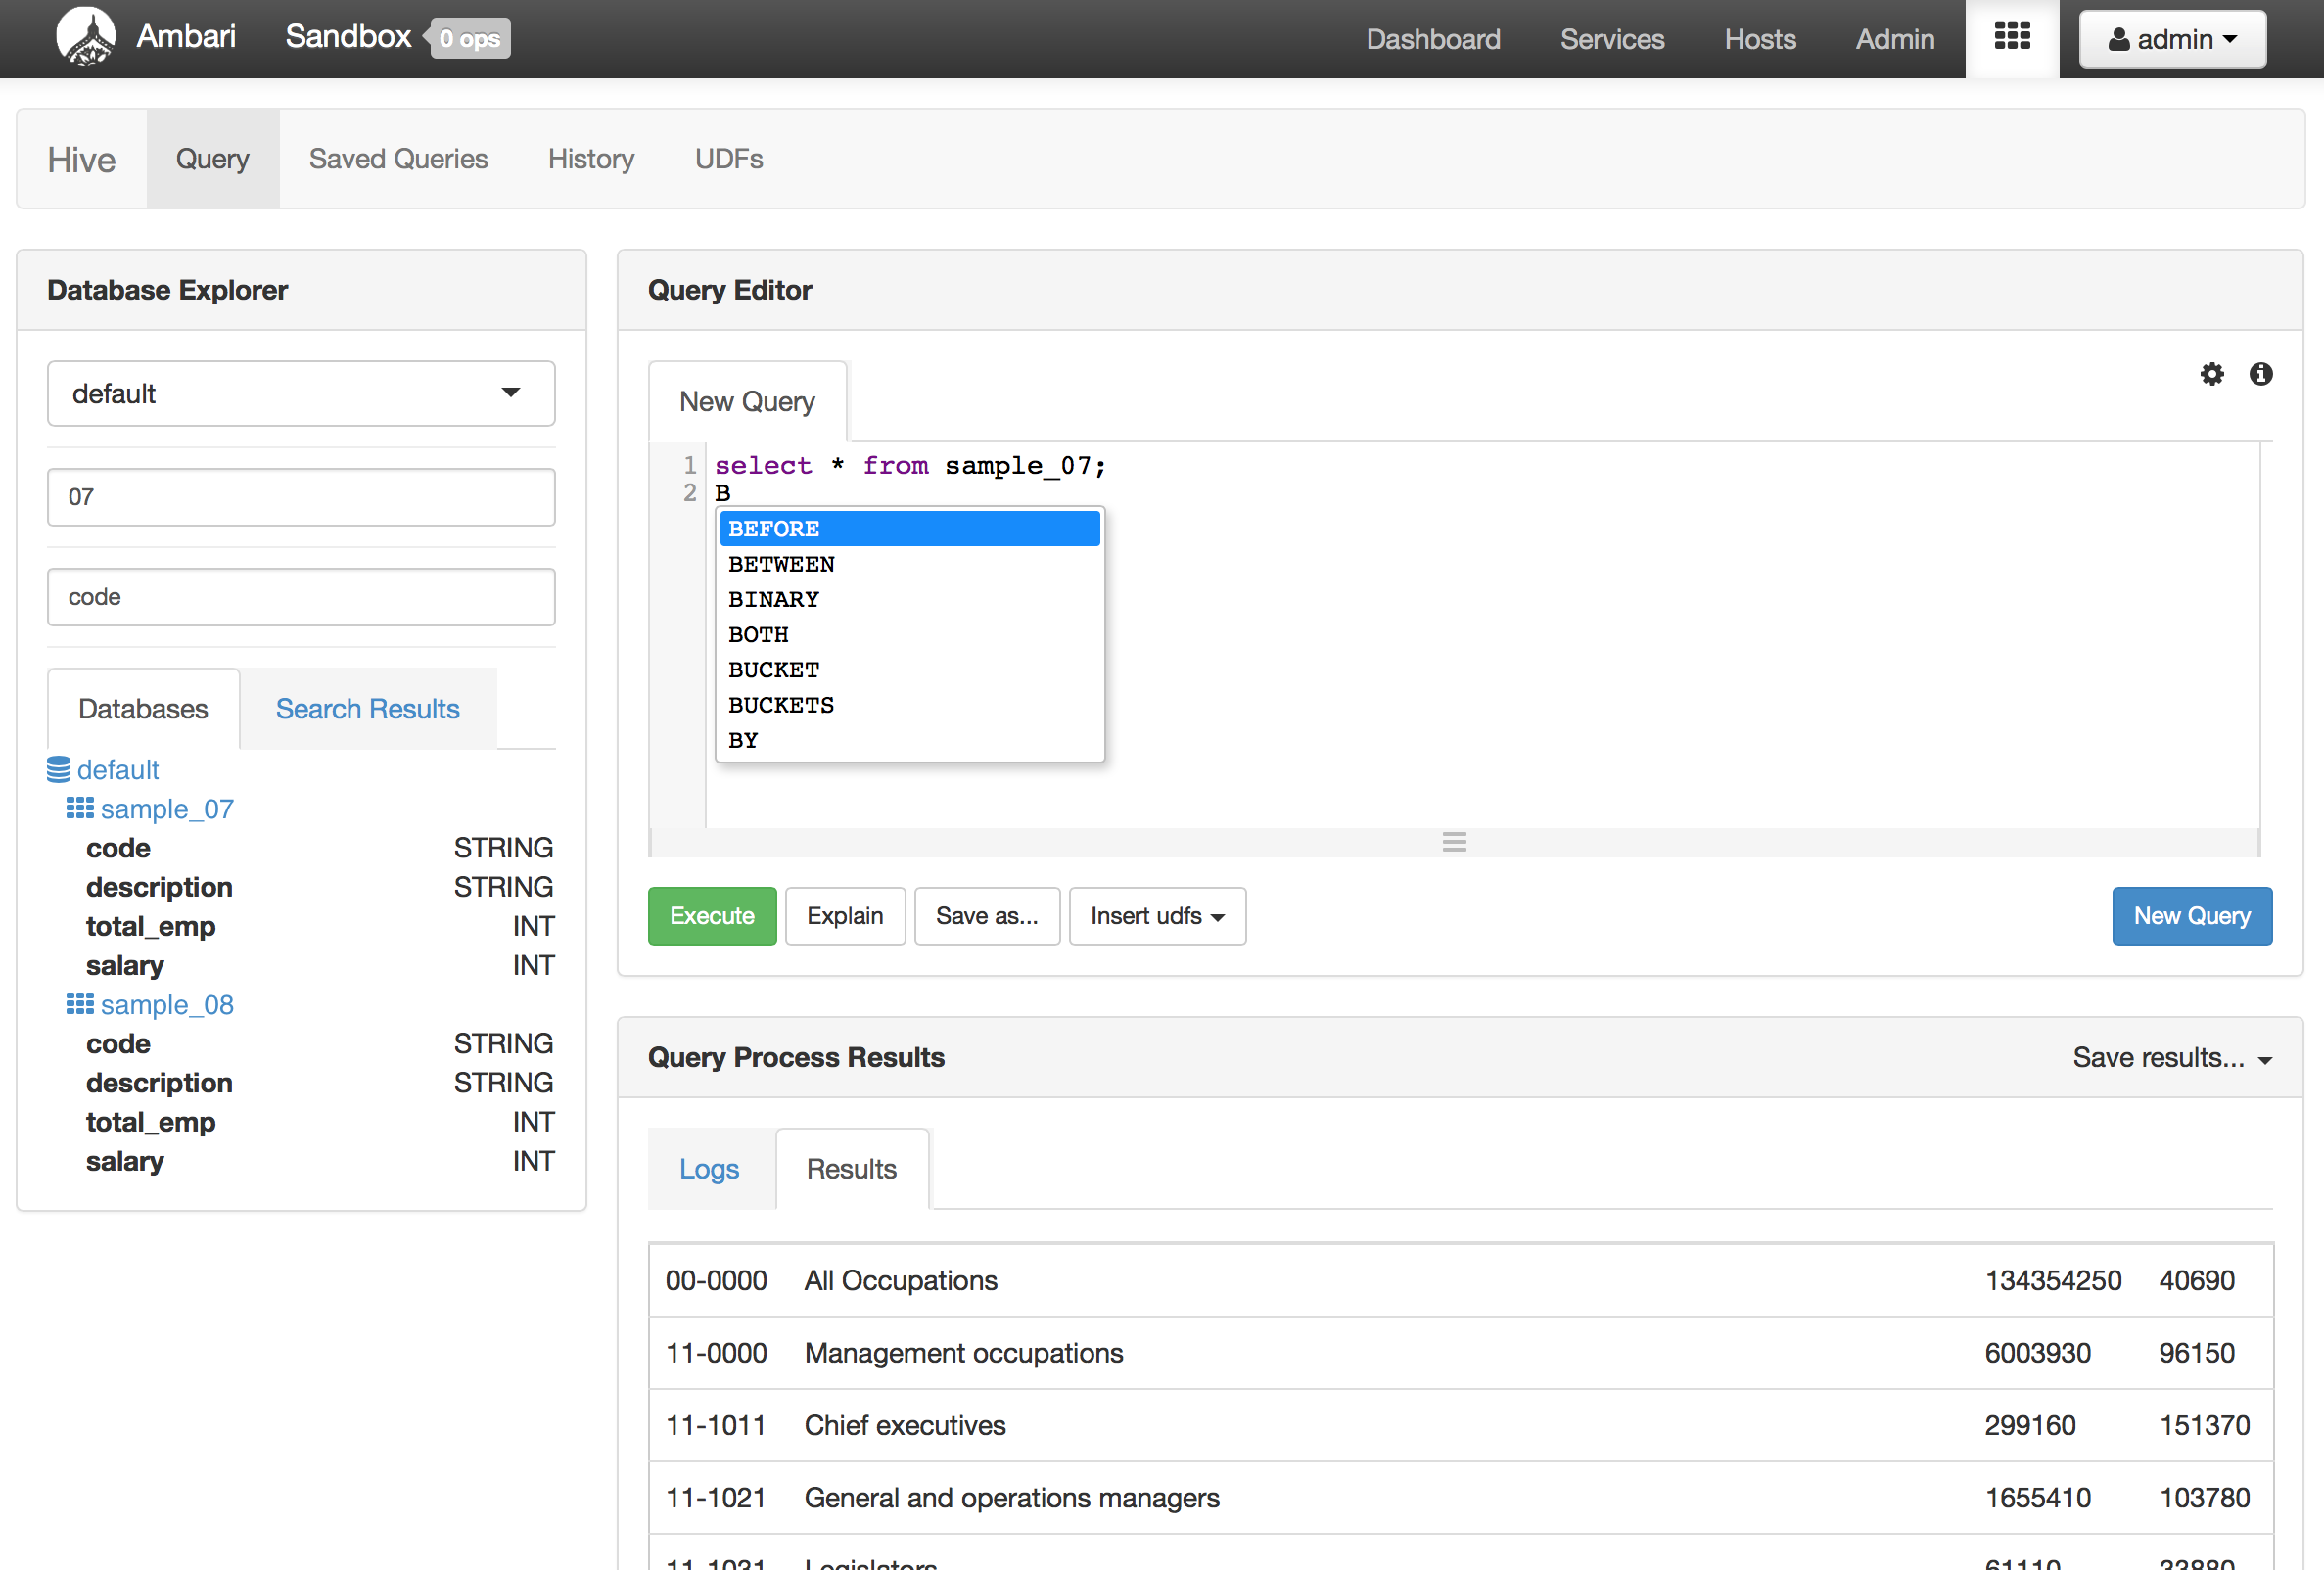 Ambari Sandbox 0 ops Dashboard Services Hosts Admin admin
Hive Query Saved Queries History UDFs
Database Explorer
default
07
code
Databases Search Results
default
sample_07
code STRING
description STRING
total_emp INT
salary INT
sample_08
code STRING
description STRING
total_emp INT
salary INT
Query Editor
New Query
1 select * from sample_07;
2 B
BEFORE
BETWEEN
BINARY
BOTH
BUCKET
BUCKETS
BY
Execute Explain Save as... Insert udfs New Query
Query Process Results Save results...
Logs Results
00-0000 All Occupations 134354250 40690
11-0000 Management occupations 6003930 96150
11-1011 Chief executives 299160 151370
11-1021 General and operations managers 1655410 103780
11-1031 Legislators 61110 33880